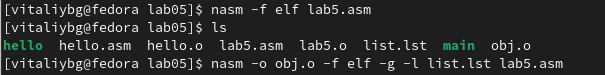 [vitaliybg@fedora lab05]$ nasm -f elf lab5.asm
[vitaliybg@fedora lab05]$ ls
hello  hello.asm  hello.o  lab5.asm  lab5.o  list.lst  main  obj.o
[vitaliybg@fedora lab05]$ nasm -o obj.o -f elf -g -l list.lst lab5.asm